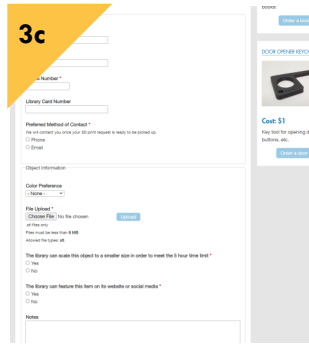 3c
Number *
Library Card Number
Preferred Method of Contact *
We will contact you once your 3D print request is ready to be picked up.
Phone
Email
Object Information
Color Preference
- None -
File Upload *
Choose File No file chosen Upload
.stl files only
Files must be less than 8 MB.
Allowed file types: stl.
The library can scale this object to a smaller size in order to meet the 5 hour time limit *
Yes
No
The library can feature this item on its website or social media *
Yes
No
Notes
books.
Order a boo
DOOR OPENER KEYCH
Cost: $1
Key tool for opening d
buttons, etc.
Order a door